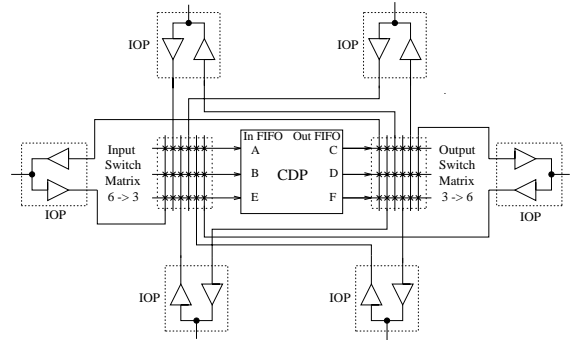 IOP
IOP
In FIFO Out FIFO
Input
Switch
Matrix
6 -> 3
A
B
E
CDP
C
D
F
Output
Switch
Matrix
3 -> 6
IOP
IOP
IOP
IOP